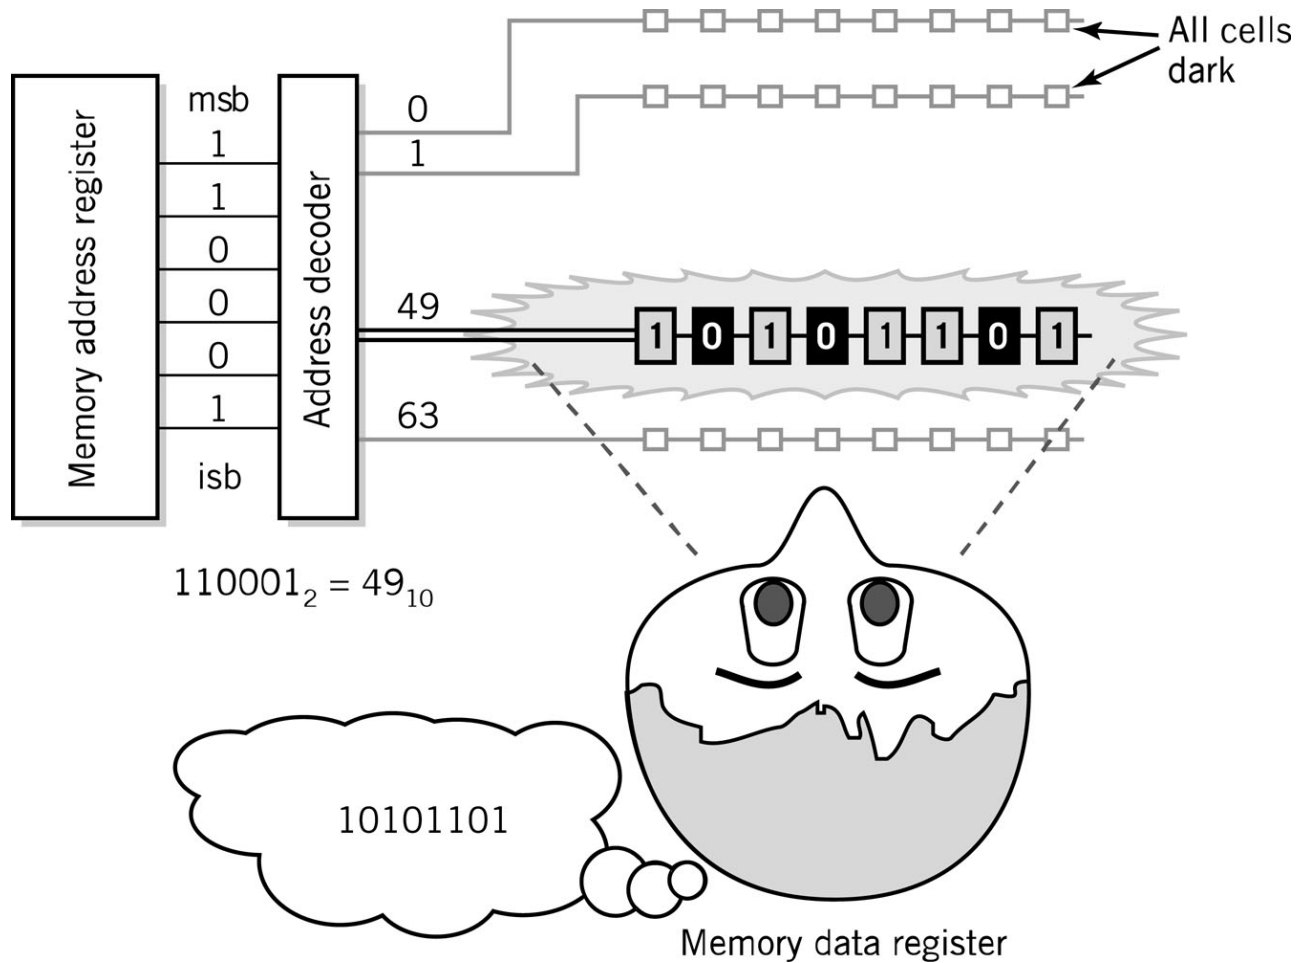 All cells
dark
Memory address register
msb
1
1
0
0
0
1
isb
Address decoder
0
1
49
63
1 0 1 0 1 1 0 1
110001₂ = 49₁₀
10101101
Memory data register